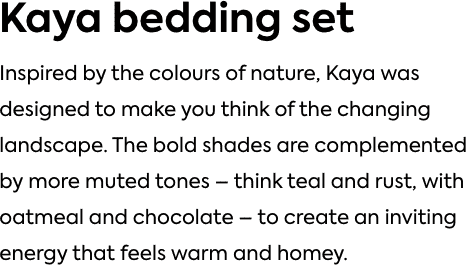 Kaya bedding set
Inspired by the colours of nature, Kaya was
designed to make you think of the changing
landscape. The bold shades are complemented
by more muted tones – think teal and rust, with
oatmeal and chocolate – to create an inviting
energy that feels warm and homey.